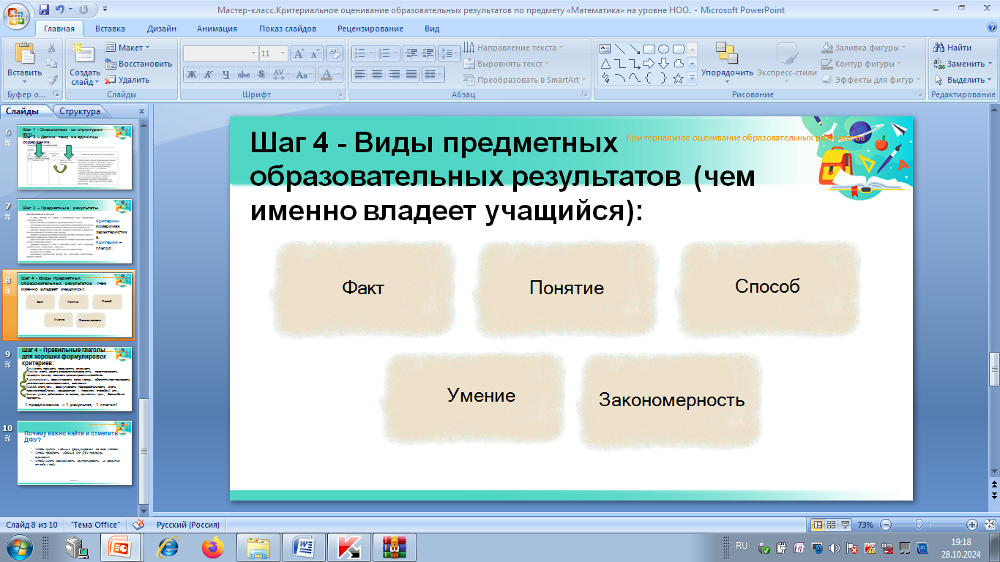 Мастер-класс.Критериальное оценивание образовательных результатов по предмету «Математика» на уровне НОО. - Microsoft PowerPoint
Главная Вставка Дизайн Анимация Показ слайдов Рецензирование Вид
Вставить
Буфер о...
Создать слайд
Макет
Восстановить
Удалить
Слайды
11
Ж К Ч abc S AV Aa А
Шрифт
Направление текста
Выровнять текст
Преобразовать в SmartArt
Абзац
Упорядочить
Экспресс-стили
Заливка фигуры
Контур фигуры
Эффекты для фигур
Рисование
Найти
Заменить
Выделить
Редактирование
Слайды Структура x
6
Шаг 1 - Знакомимся со структурой
Шаг 2 – Делим тему на единицы
содержания.
7
Шаг 3 – Предметные результаты.
Критерии-
измеримая
характеристик
а.
Критерии –
глагол.
8
Шаг 4 - Виды предметных
образовательных результатов (чем
именно владеет учащийся):
Факт Понятие Способ
Умение Закономерность
9
Шаг 4 - Правильные глаголы
для хороших формулировок
критериев:
1 предложение – 1 результат, 1 глагол!
10
Почему важно найти и отметить
ДФУ?
Критериальное оценивание образовательных результатов
Шаг 4 - Виды предметных
образовательных результатов (чем
именно владеет учащийся):
Факт
Понятие
Способ
Умение
Закономерность
Слайд 8 из 10 "Тема Office" Русский (Россия) 73%
RU
19:18
28.10.2024